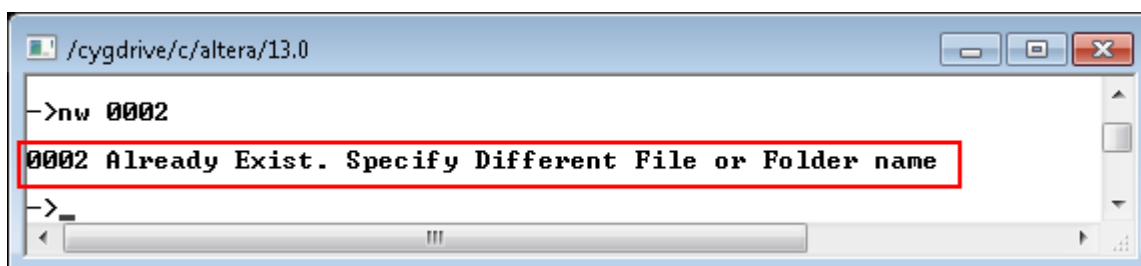 /cygdrive/c/altera/13.0
->nw 0002
0002 Already Exist. Specify Different File or Folder name
->_